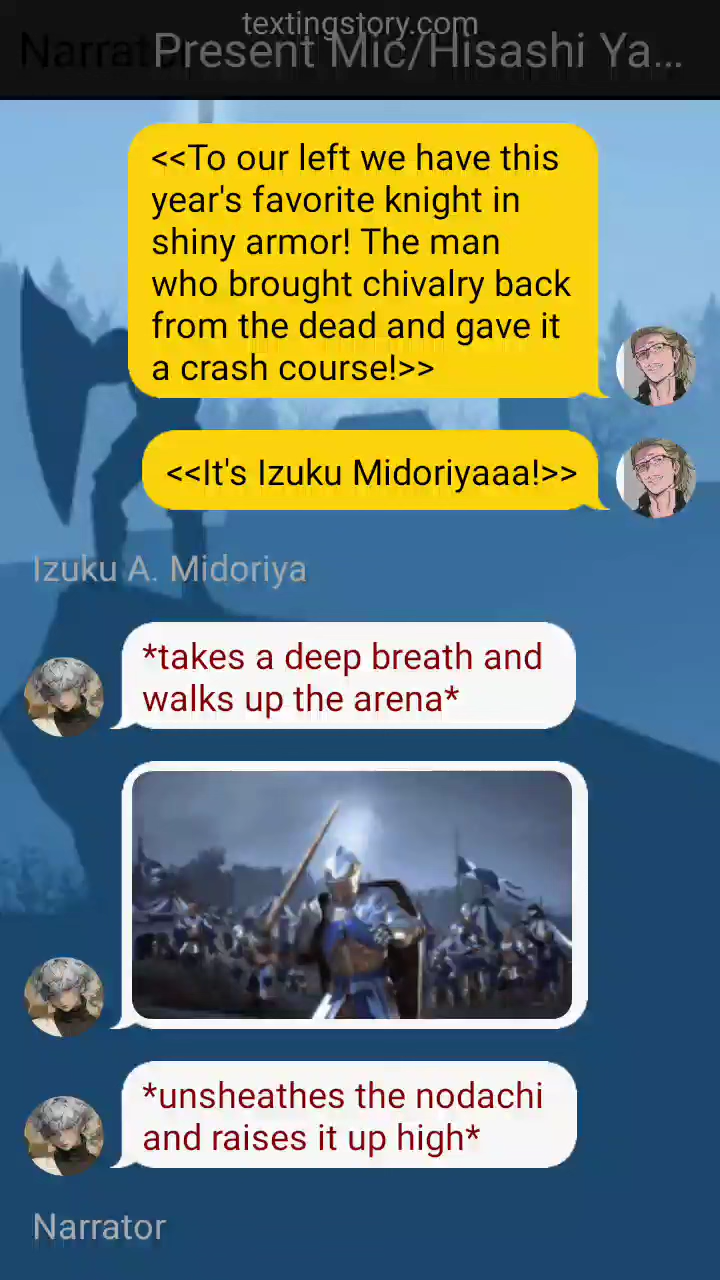 textingstory.com
Narrat
Present Mic/Hisashi Ya...
<<To our left we have this
year's favorite knight in
shiny armor! The man
who brought chivalry back
from the dead and gave it
a crash course!>>
<<It's Izuku Midoriyaaa!>>
Izuku A. Midoriya
*takes a deep breath and
walks up the arena*
*unsheathes the nodachi
and raises it up high*
Narrator